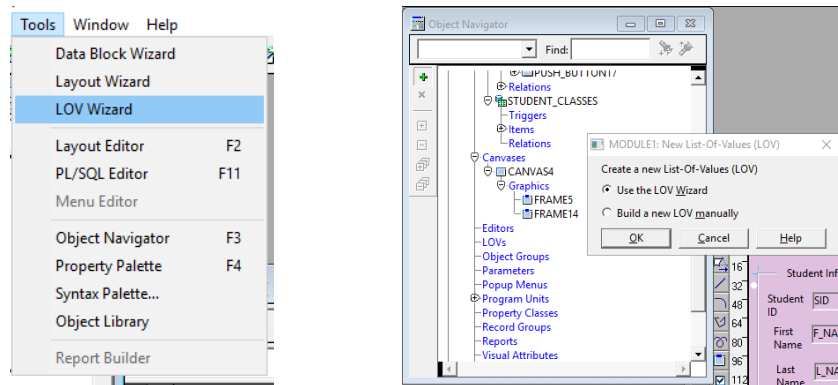 Tools Window Help
Data Block Wizard
Layout Wizard
LOV Wizard
Layout Editor F2
PL/SQL Editor F11
Menu Editor
Object Navigator F3
Property Palette F4
Syntax Palette...
Object Library
Report Builder
Object Navigator
Find:
PUSH_BUTTON17
Relations
STUDENT_CLASSES
Triggers
Items
Relations
Canvases
CANVAS4
Graphics
FRAME5
FRAME14
Editors
LOVs
Object Groups
Parameters
Popup Menus
Program Units
Property Classes
Record Groups
Reports
Visual Attributes
MODULE1: New List-Of-Values (LOV)
Create a new List-Of-Values (LOV)
Use the LOV Wizard
Build a new LOV manually
OK Cancel Help
16 Student Inf
32
48 Student ID SID
64
80 First Name F_NA
96
112 Last Name L_NA